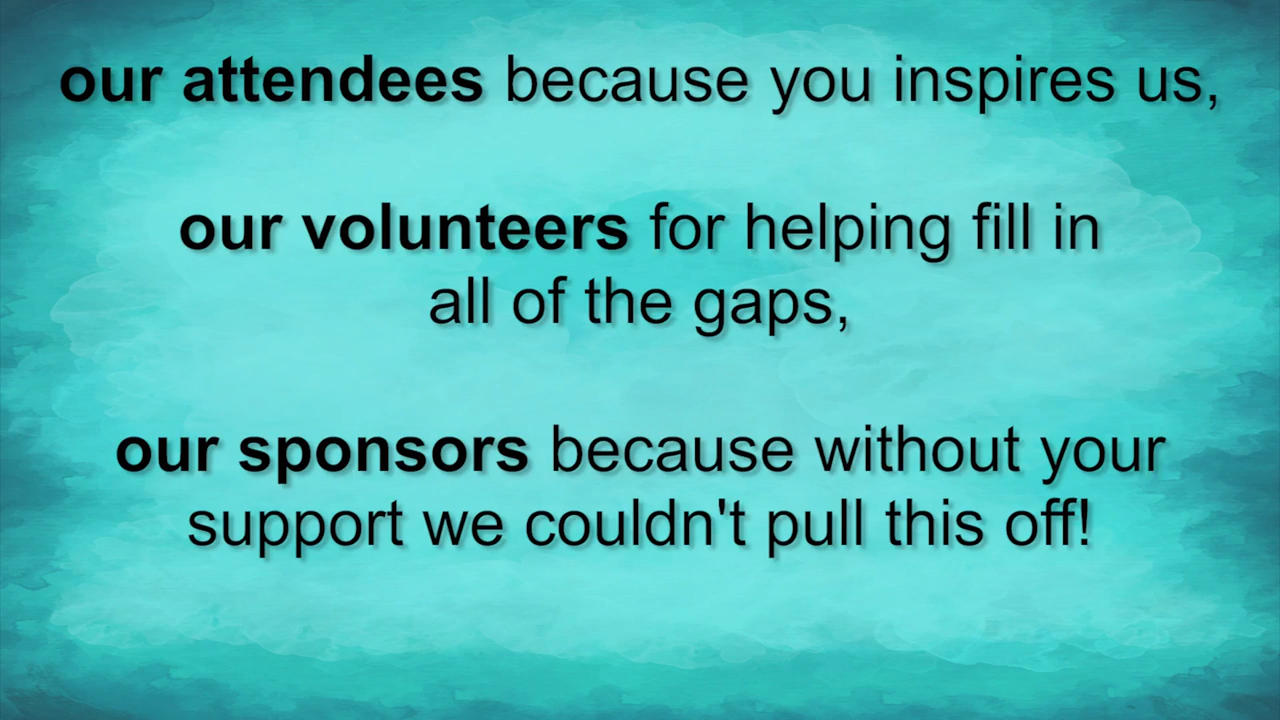 our attendees because you inspires us,
our volunteers for helping fill in
all of the gaps,
our sponsors because without your
support we couldn't pull this off!